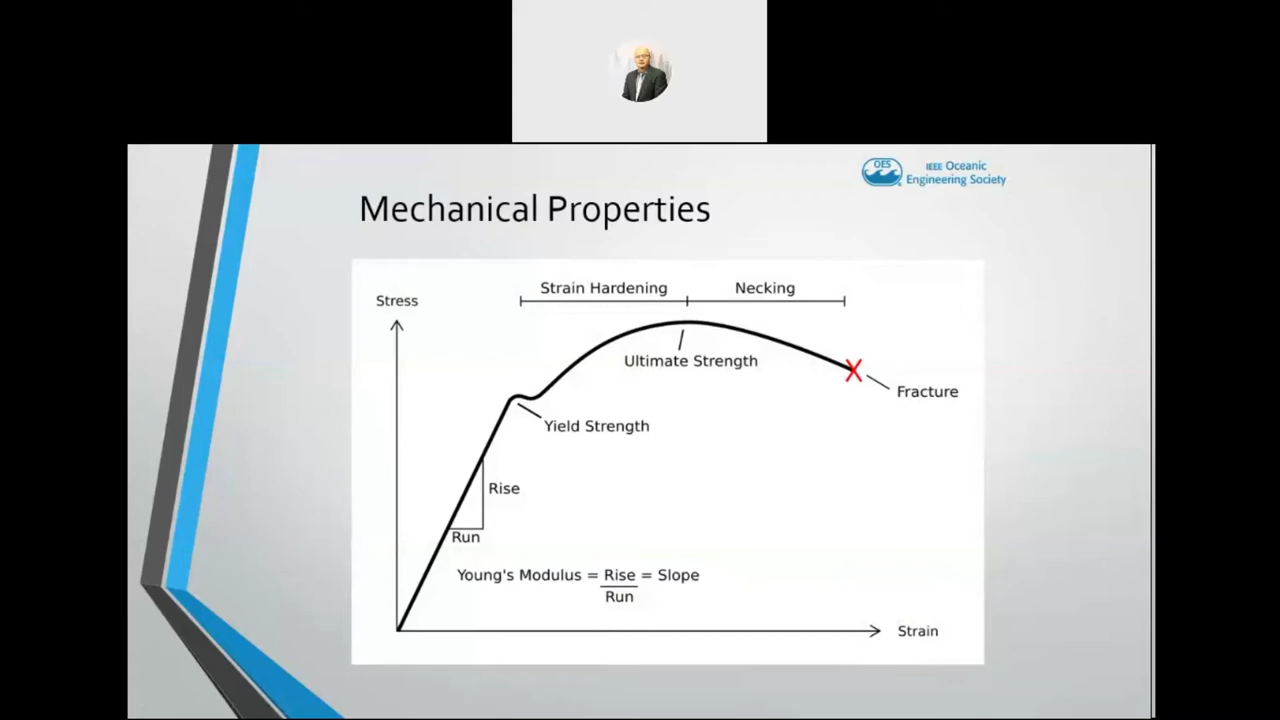 OES
IEEE Oceanic
Engineering Society
Mechanical Properties
Strain Hardening
Necking
Stress
Ultimate Strength
Fracture
Yield Strength
Rise
Run
Young's Modulus = Rise = Slope
Run
Strain